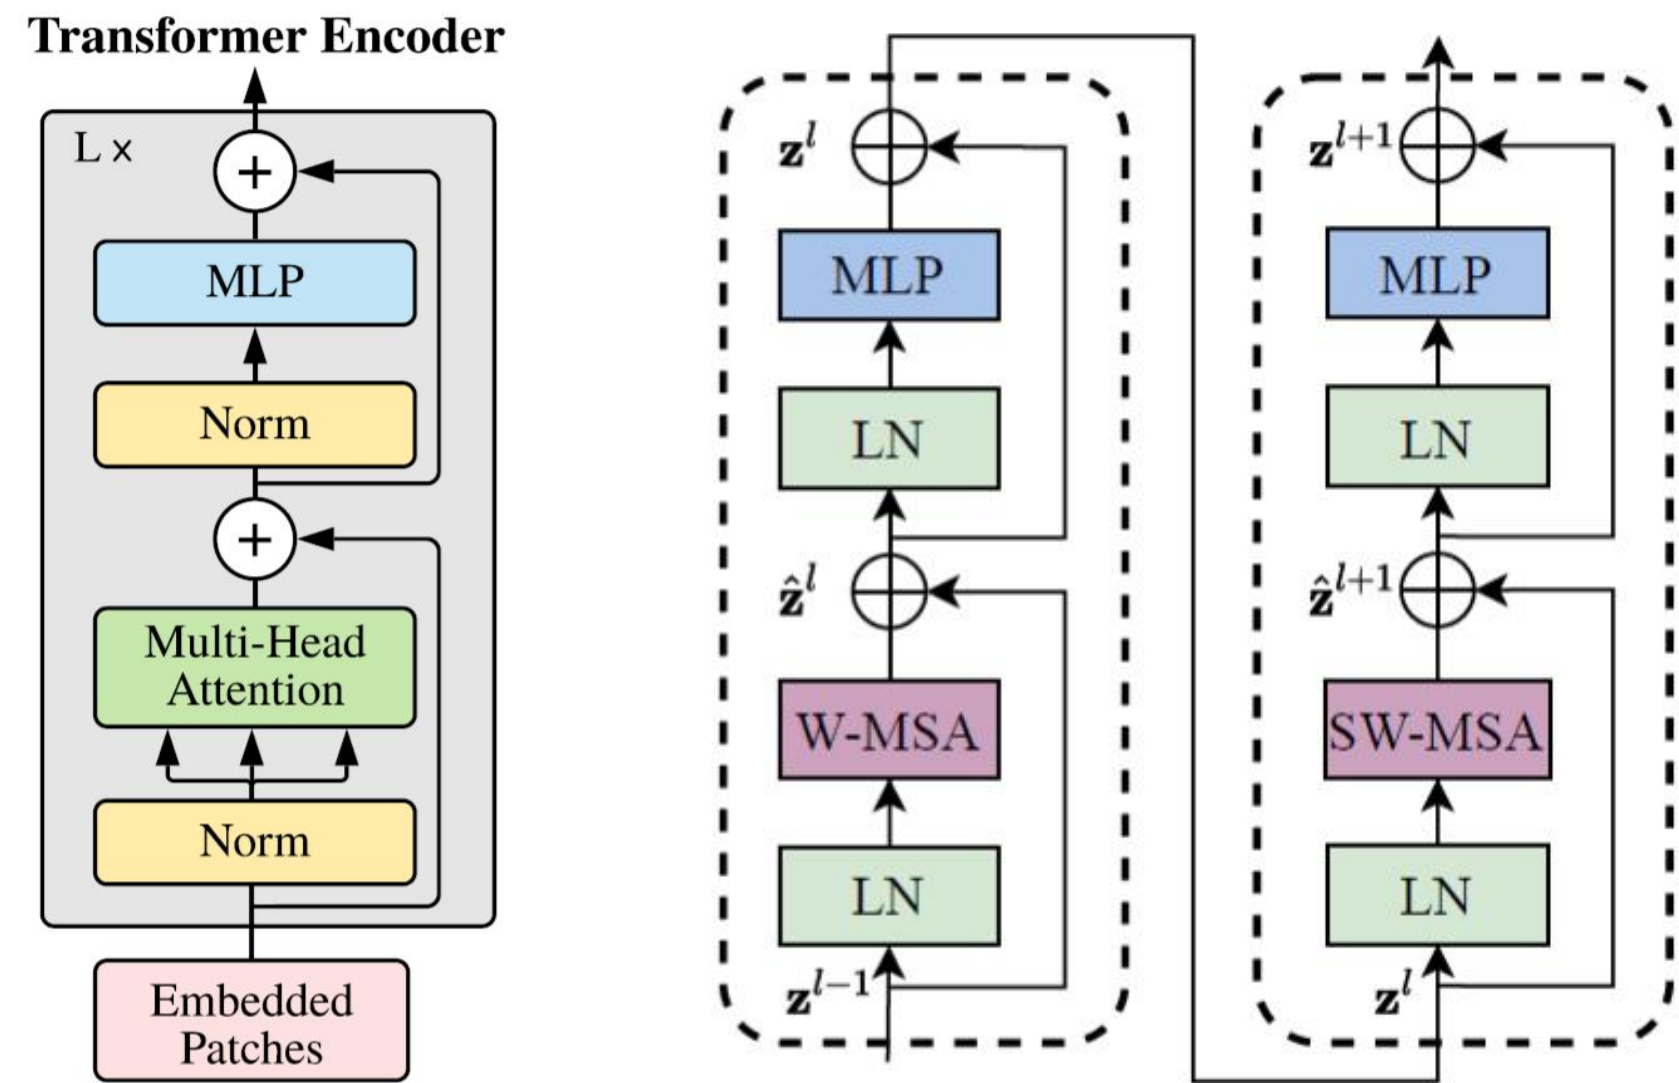 Transformer Encoder
L ×
+
MLP
Norm
+
Multi-Head
Attention
Norm
Embedded
Patches
z^l
MLP
LN
ẑ^l
W-MSA
LN
z^{l-1}
z^{l+1}
MLP
LN
ẑ^{l+1}
SW-MSA
LN
z^l